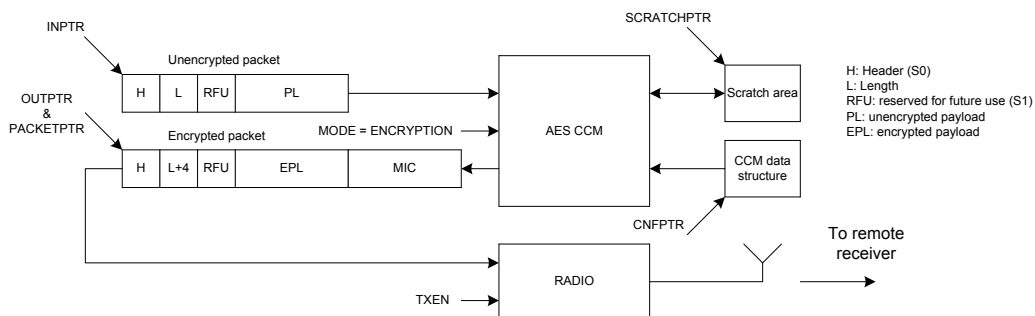 SCRATCHPTR
INPTR
Unencrypted packet
H L RFU PL
AES CCM
Scratch area
H: Header (S0)
L: Length
RFU: reserved for future use (S1)
PL: unencrypted payload
EPL: encrypted payload
OUTPTR
&
PACKETPTR
Encrypted packet
MODE = ENCRYPTION
H L+4 RFU EPL MIC
CCM data
structure
CNFPTR
To remote
receiver
RADIO
TXEN